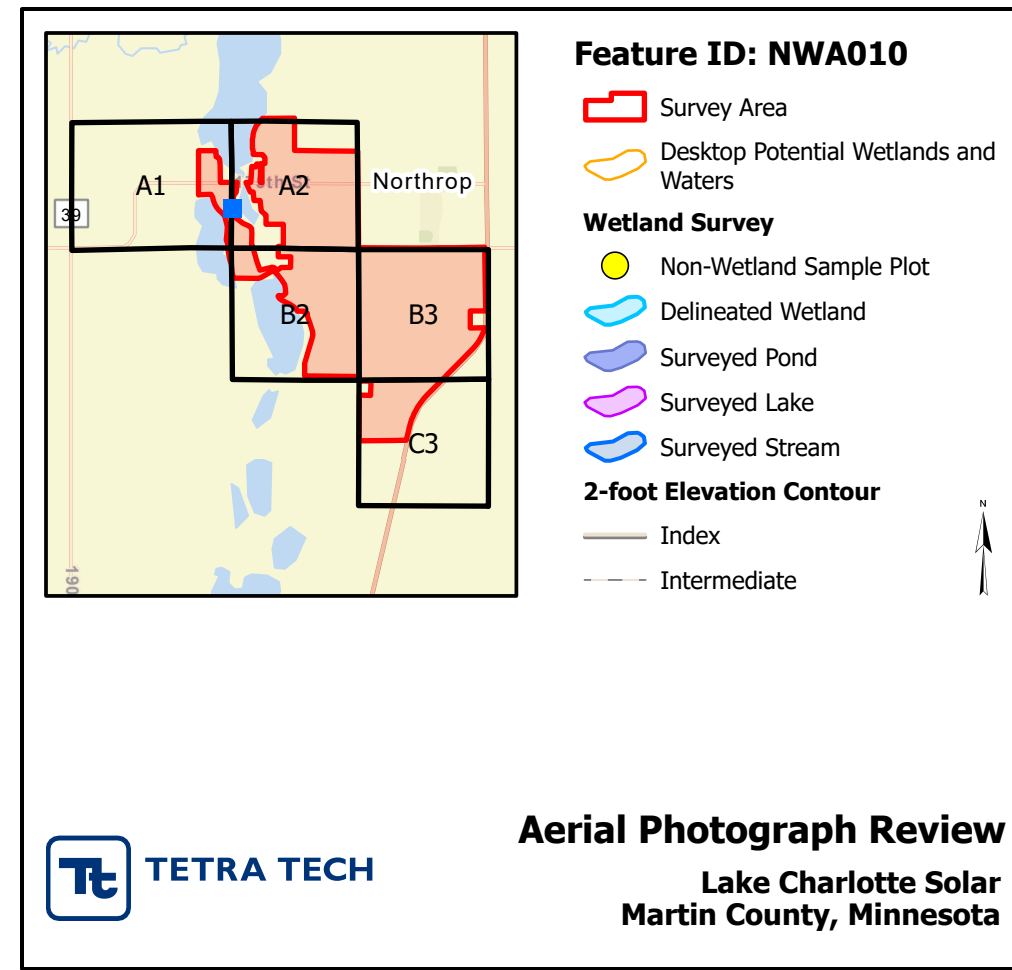 A1
A2
Northrop
39
B2
B3
C3
190
Feature ID: NWA010
Survey Area
Desktop Potential Wetlands and
Waters
Wetland Survey
Non-Wetland Sample Plot
Delineated Wetland
Surveyed Pond
Surveyed Lake
Surveyed Stream
2-foot Elevation Contour
Index
Intermediate
N
Tt TETRA TECH
Aerial Photograph Review
Lake Charlotte Solar
Martin County, Minnesota